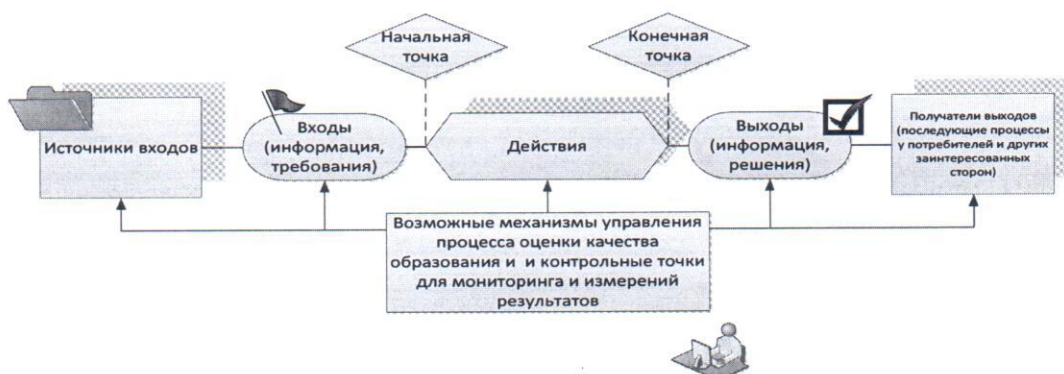 Начальная
точка
Конечная
точка
Источники входов
Входы
(информация,
требования)
Действия
Выходы
(информация,
решения)
Получатели выходов
(последующие процессы
у потребителей и других
заинтересованных
сторон)
Возможные механизмы управления
процесса оценки качества
образования и и контрольные точки
для мониторинга и измерений
результатов